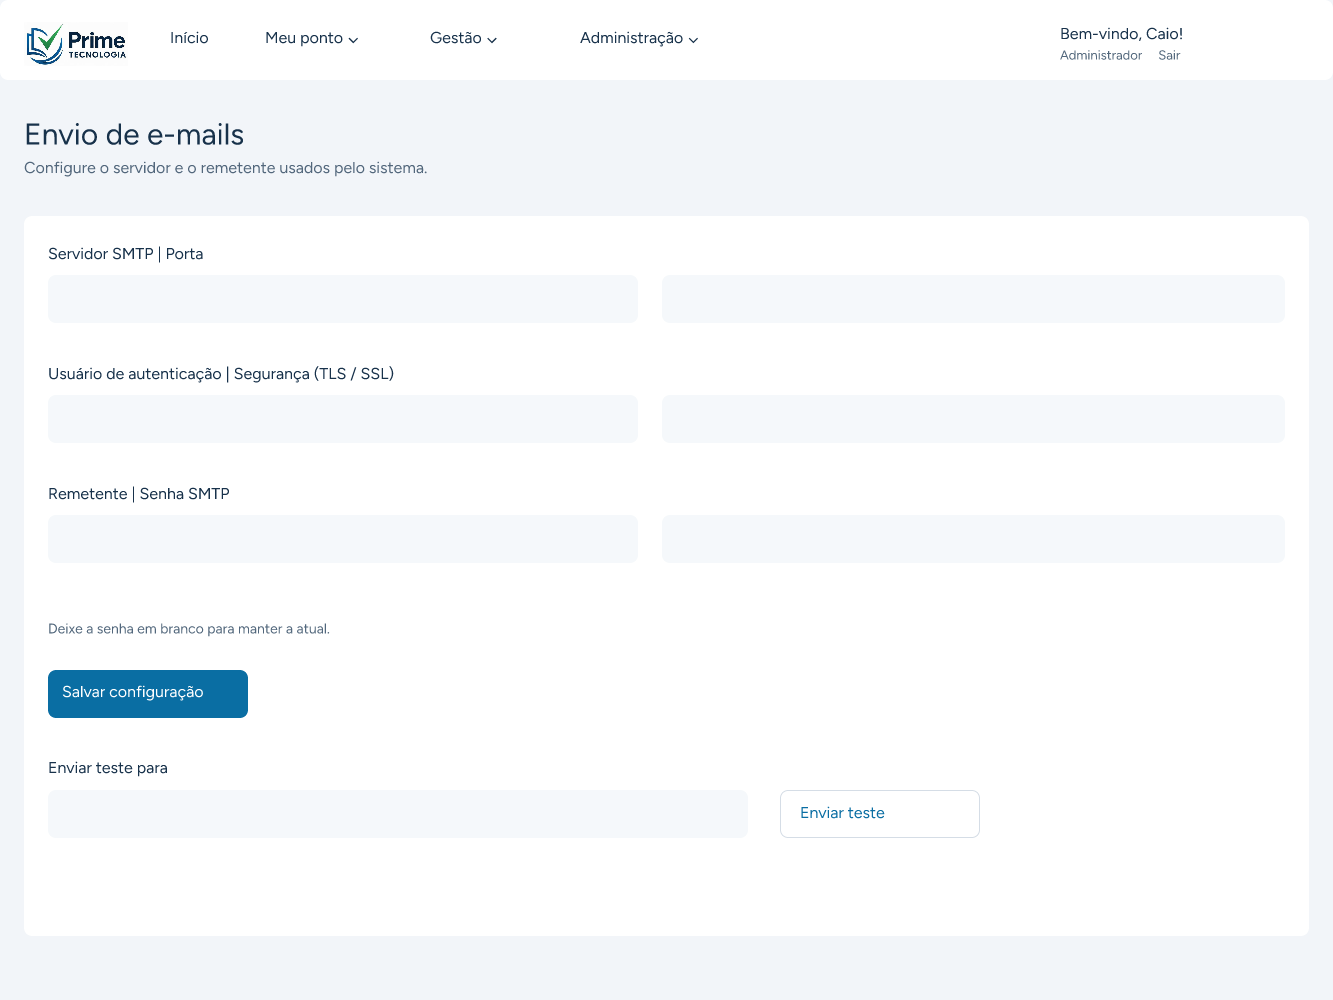 Prime
TECNOLOGIA
Início
Meu ponto
Gestão
Administração
Bem-vindo, Caio!
Administrador
Sair
Envio de e-mails
Configure o servidor e o remetente usados pelo sistema.
Servidor SMTP | Porta
Usuário de autenticação | Segurança (TLS / SSL)
Remetente | Senha SMTP
Deixe a senha em branco para manter a atual.
Salvar configuração
Enviar teste para
Enviar teste